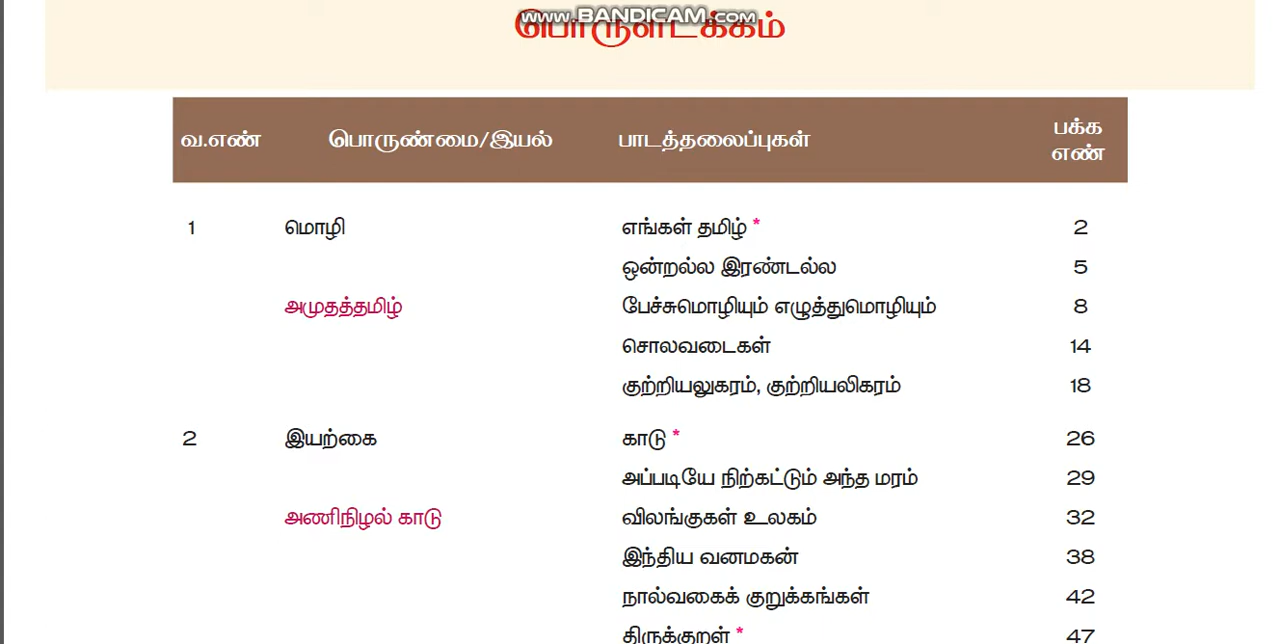 www.BANDICAM.com
பொருளடக்கம்
வ.எண் பொருண்மை/இயல் பாடத்தலைப்புகள் பக்க எண்
1 மொழி எங்கள் தமிழ் * 2
ஒன்றல்ல இரண்டல்ல 5
அமுதத்தமிழ் பேச்சுமொழியும் எழுத்துமொழியும் 8
சொலவடைகள் 14
குற்றியலுகரம், குற்றியலிகரம் 18
2 இயற்கை காடு * 26
அப்படியே நிற்கட்டும் அந்த மரம் 29
அணிநிழல் காடு விலங்குகள் உலகம் 32
இந்திய வனமகன் 38
நால்வகைக் குறுக்கங்கள் 42
திருக்குறள் * 47